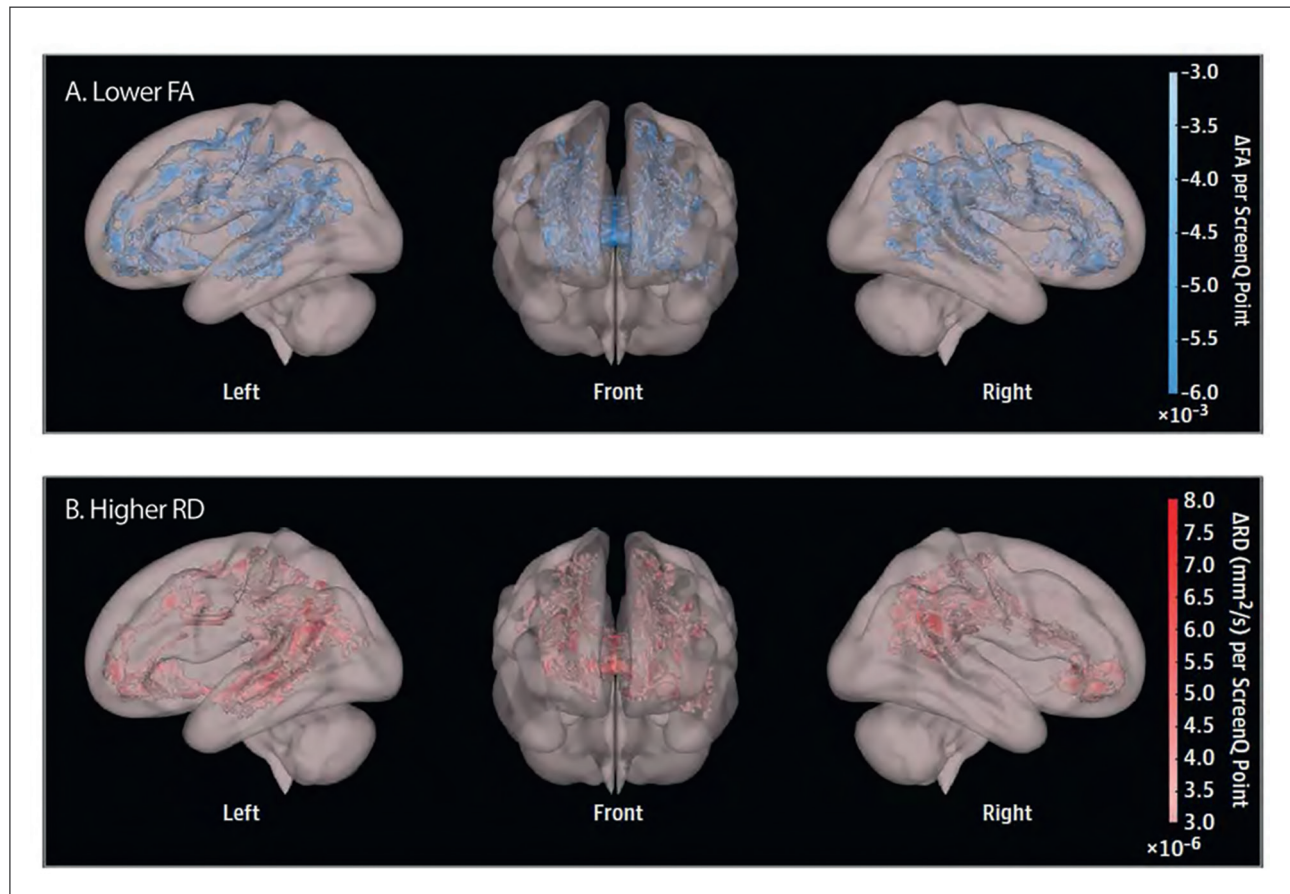 A. Lower FA
-3.0
-3.5
-4.0
-4.5
-5.0
-5.5
-6.0
×10⁻³
ΔFA per ScreenQ Point
Left
Front
Right
B. Higher RD
8.0
7.5
7.0
6.5
6.0
5.5
5.0
4.5
4.0
3.5
3.0
×10⁻⁶
ΔRD (mm²/s) per ScreenQ Point
Left
Front
Right